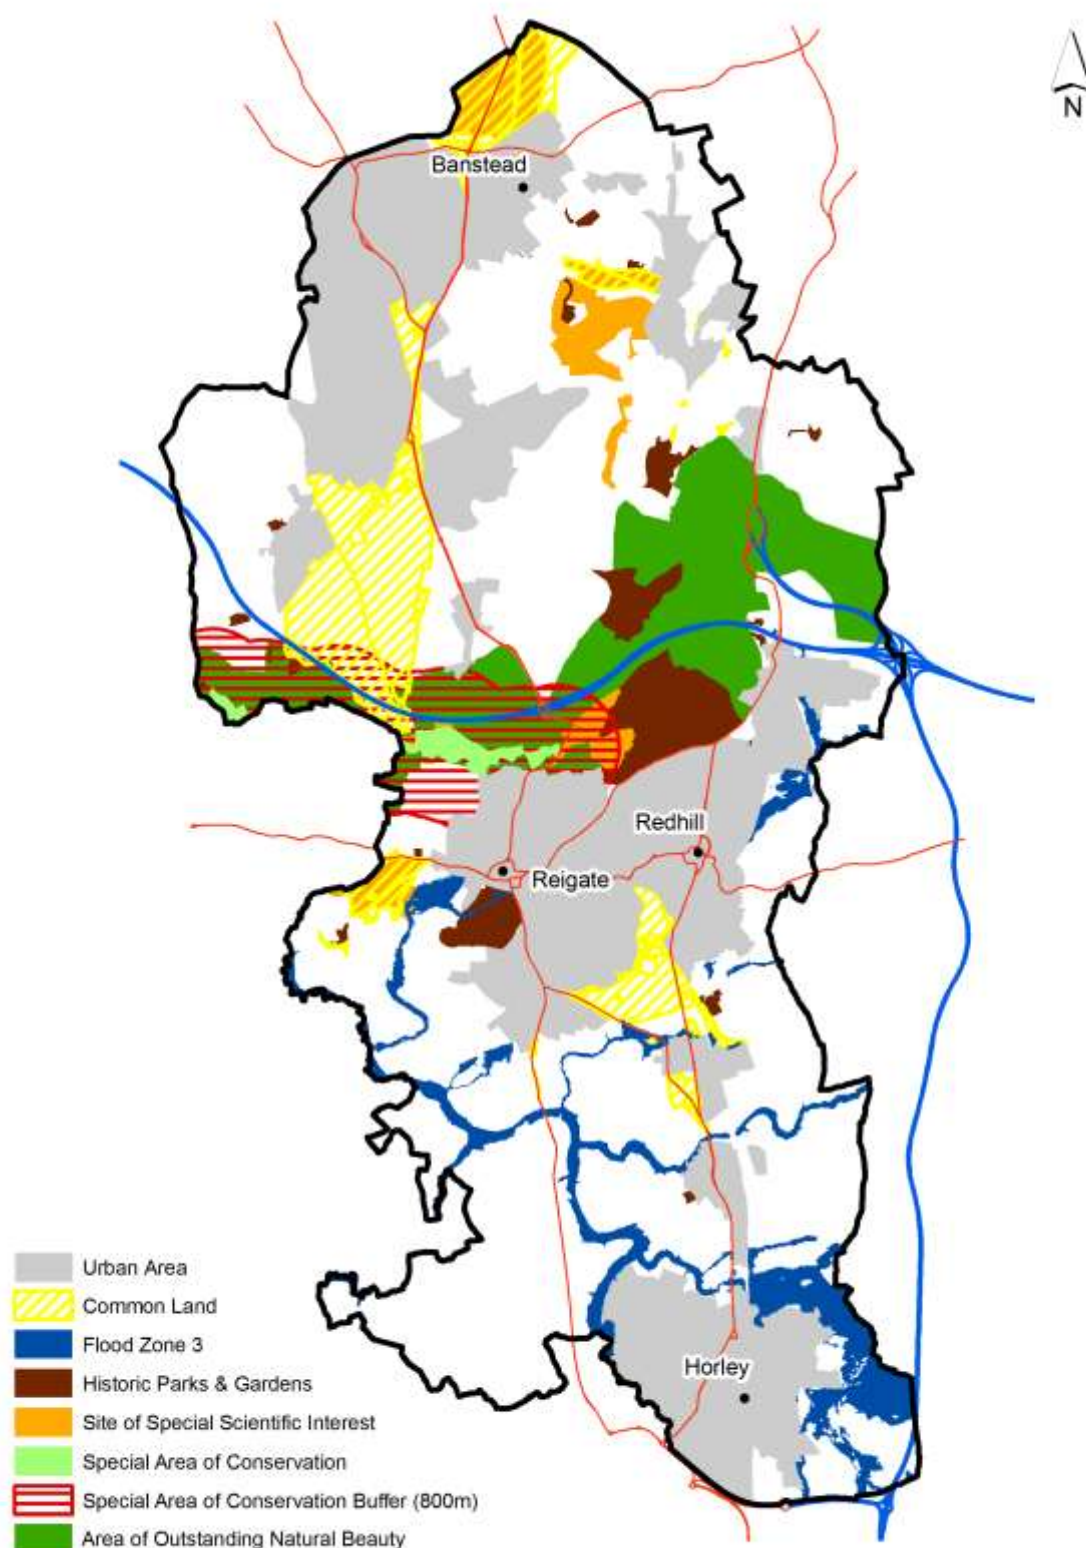 N
Banstead
Redhill
Reigate
Horley
Urban Area
Common Land
Flood Zone 3
Historic Parks & Gardens
Site of Special Scientific Interest
Special Area of Conservation
Special Area of Conservation Buffer (800m)
Area of Outstanding Natural Beauty